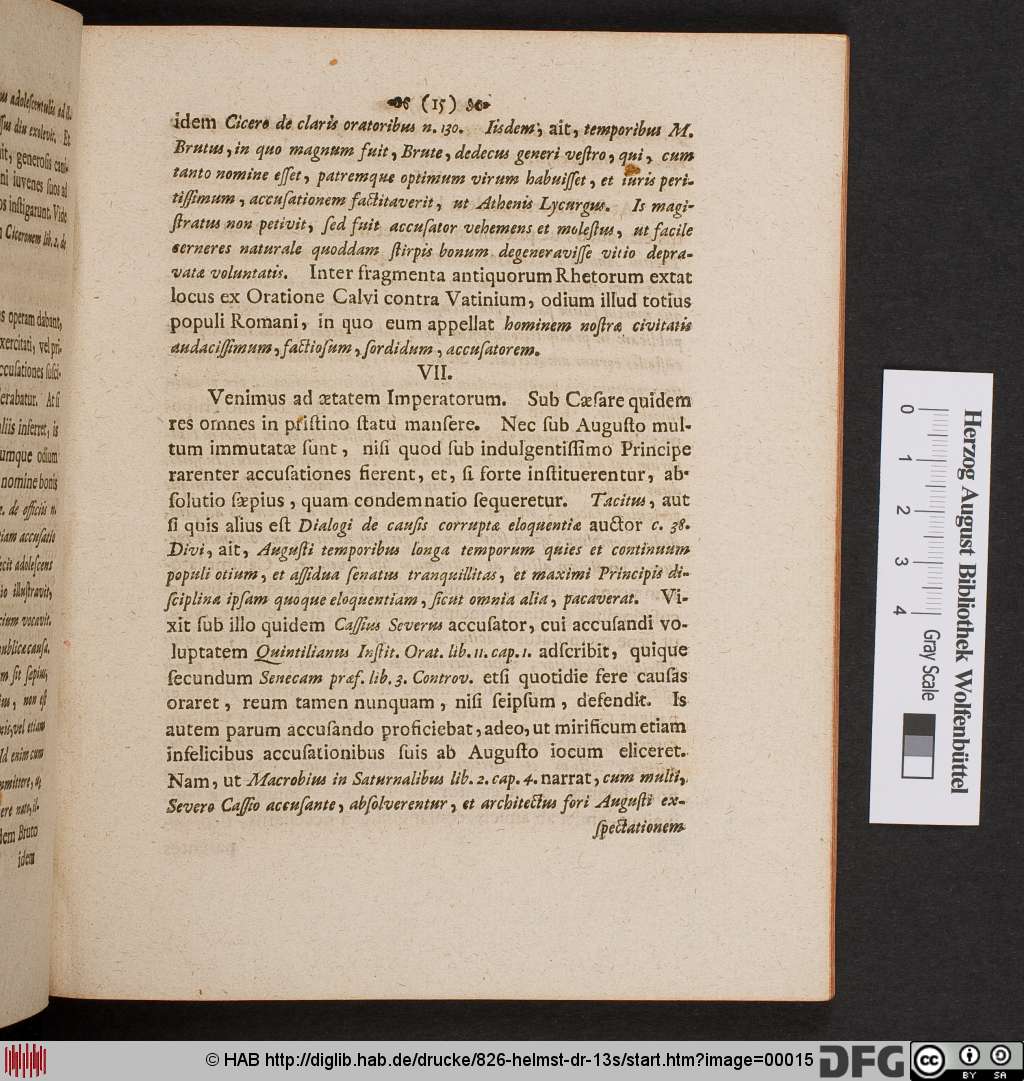 (15)
idem Cicero de claris oratoribus n. 130. Iisdem, ait, temporibus M.
Brutus, in quo magnum fuit, Brute, dedecus generi vestro, qui, cum
tanto nomine esſet, patremque optimum virum habuiſſet, et iuris peri-
tiſſimum, accuſationem factitaverit, ut Athenis Lycurgus. Is magi-
ſtratus non petivit, ſed fuit accuſator vehemens et moleſtus, ut facile
cerneres naturale quoddam ſtirpis bonum degeneraviſſe vitio depra-
vatæ voluntatis. Inter fragmenta antiquorum Rhetorum extat
locus ex Oratione Calvi contra Vatinium, odium illud totius
populi Romani, in quo eum appellat hominem noſtræ civitatis
audaciſſimum, factioſum, ſordidum, accuſatorem.
VII.
Venimus ad ætatem Imperatorum. Sub Cæſare quidem
res omnes in priſtino ſtatu manſere. Nec ſub Auguſto mul-
tum immutatæ ſunt, niſi quod ſub indulgentiſſimo Principe
rarenter accuſationes fierent, et, ſi forte inſtituerentur, ab-
ſolutio ſæpius, quam condemnatio ſequeretur. Tacitus, aut
ſi quis alius eſt Dialogi de cauſis corruptæ eloquentiæ auctor c. 38.
Divi, ait, Auguſti temporibus longa temporum quies et continuum
populi otium, et aſſidua ſenatus tranquillitas, et maximi Principis di-
ſciplina ipſam quoque eloquentiam, ſicut omnia alia, pacaverat. Vi-
xit ſub illo quidem Caſſius Severus accuſator, cui accuſandi vo-
luptatem Quintilianus Inſtit. Orat. lib. 11. cap. 1. adſcribit, quique
ſecundum Senecam præf. lib. 3. Controv. etſi quotidie fere cauſas
oraret, reum tamen nunquam, niſi ſeipſum, defendit. Is
autem parum accuſando proficiebat, adeo, ut mirificum etiam
infelicibus accuſationibus ſuis ab Auguſto iocum eliceret.
Nam, ut Macrobius in Saturnalibus lib. 2. cap. 4. narrat, cum multi,
Severo Caſſio accuſante, abſolverentur, et architectus fori Auguſti ex-
ſpectationem
Herzog August Bibliothek Wolfenbüttel
0 1 2 3 4 Gray Scale
© HAB http://diglib.hab.de/drucke/826-helmst-dr-13s/start.htm?image=00015
DFG
cc BY SA